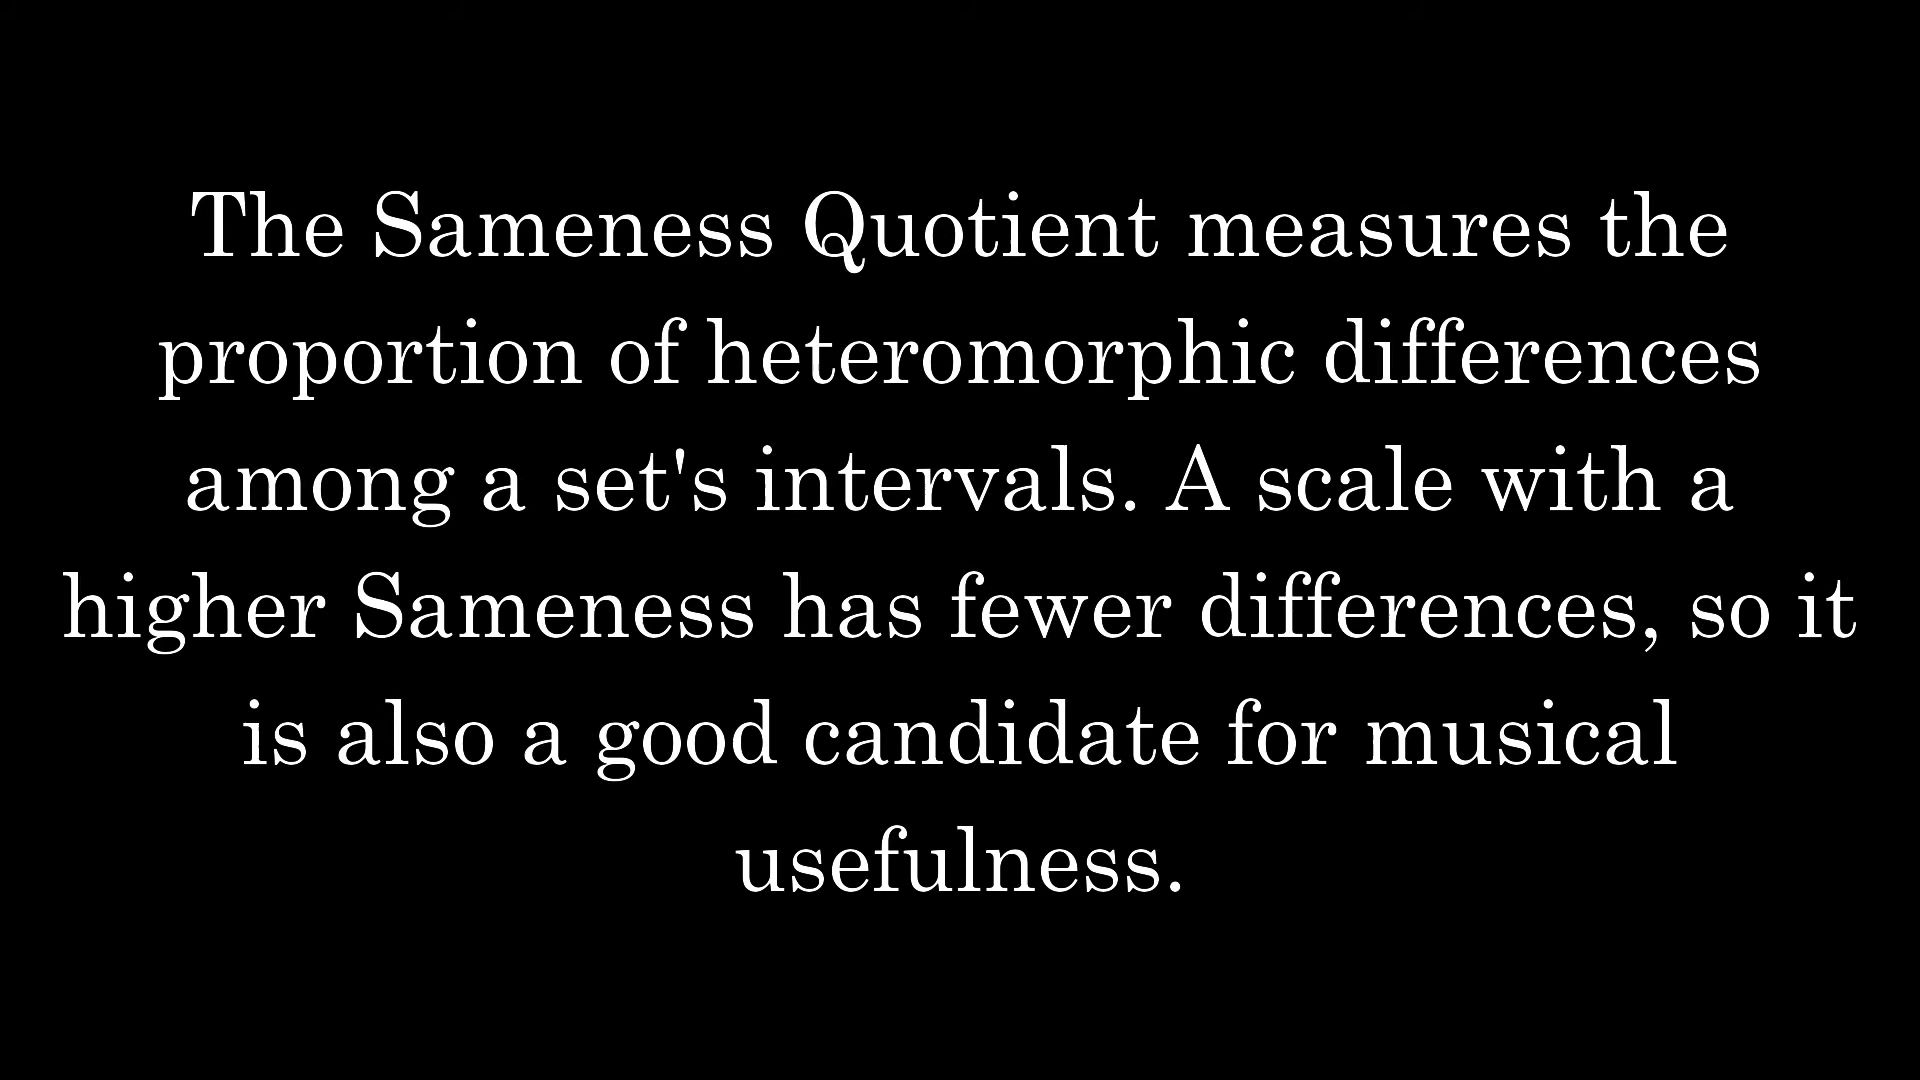 The Sameness Quotient measures the
proportion of heteromorphic differences
among a set's intervals. A scale with a
higher Sameness has fewer differences, so it
is also a good candidate for musical
usefulness.